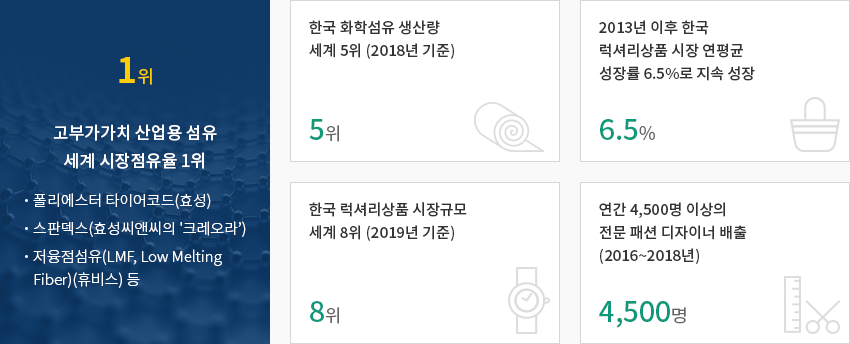 1위
고부가가치 산업용 섬유
세계 시장점유율 1위
· 폴리에스터 타이어코드(효성)
· 스판덱스(효성씨앤씨의 '크레오라')
· 저융점섬유(LMF, Low Melting
Fiber)(휴비스) 등
한국 화학섬유 생산량
세계 5위 (2018년 기준)
5위
2013년 이후 한국
럭셔리상품 시장 연평균
성장률 6.5%로 지속 성장
6.5%
한국 럭셔리상품 시장규모
세계 8위 (2019년 기준)
8위
연간 4,500명 이상의
전문 패션 디자이너 배출
(2016~2018년)
4,500명